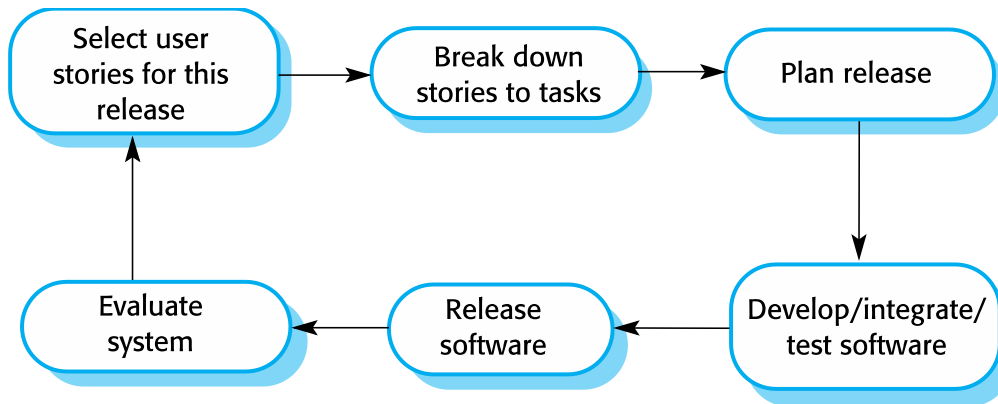 Select user
stories for this
release
Break down
stories to tasks
Plan release
Evaluate
system
Release
software
Develop/integrate/
test software